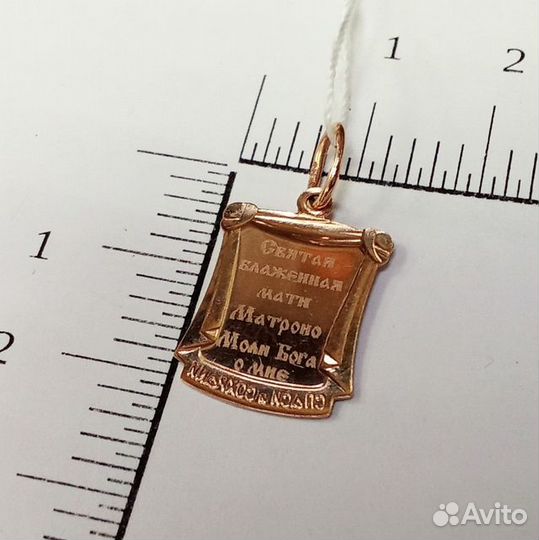 1
2
1
2
Святая
блаженная
мати
Матроно
Моли Бога
о мне
Avito